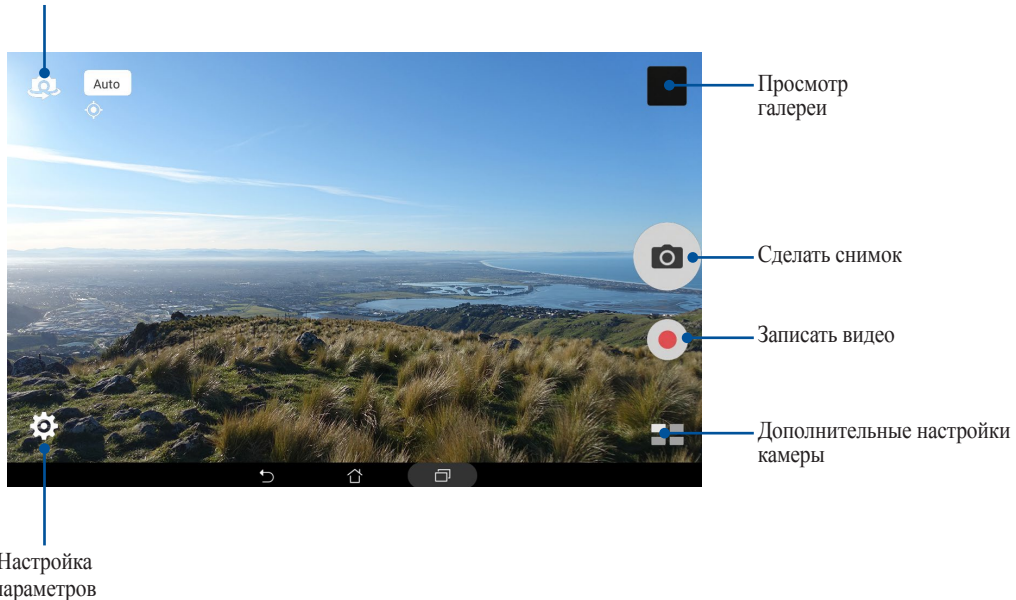 Auto
Просмотр
галереи
Сделать снимок
Записать видео
Дополнительные настройки
камеры
Настройка
параметров